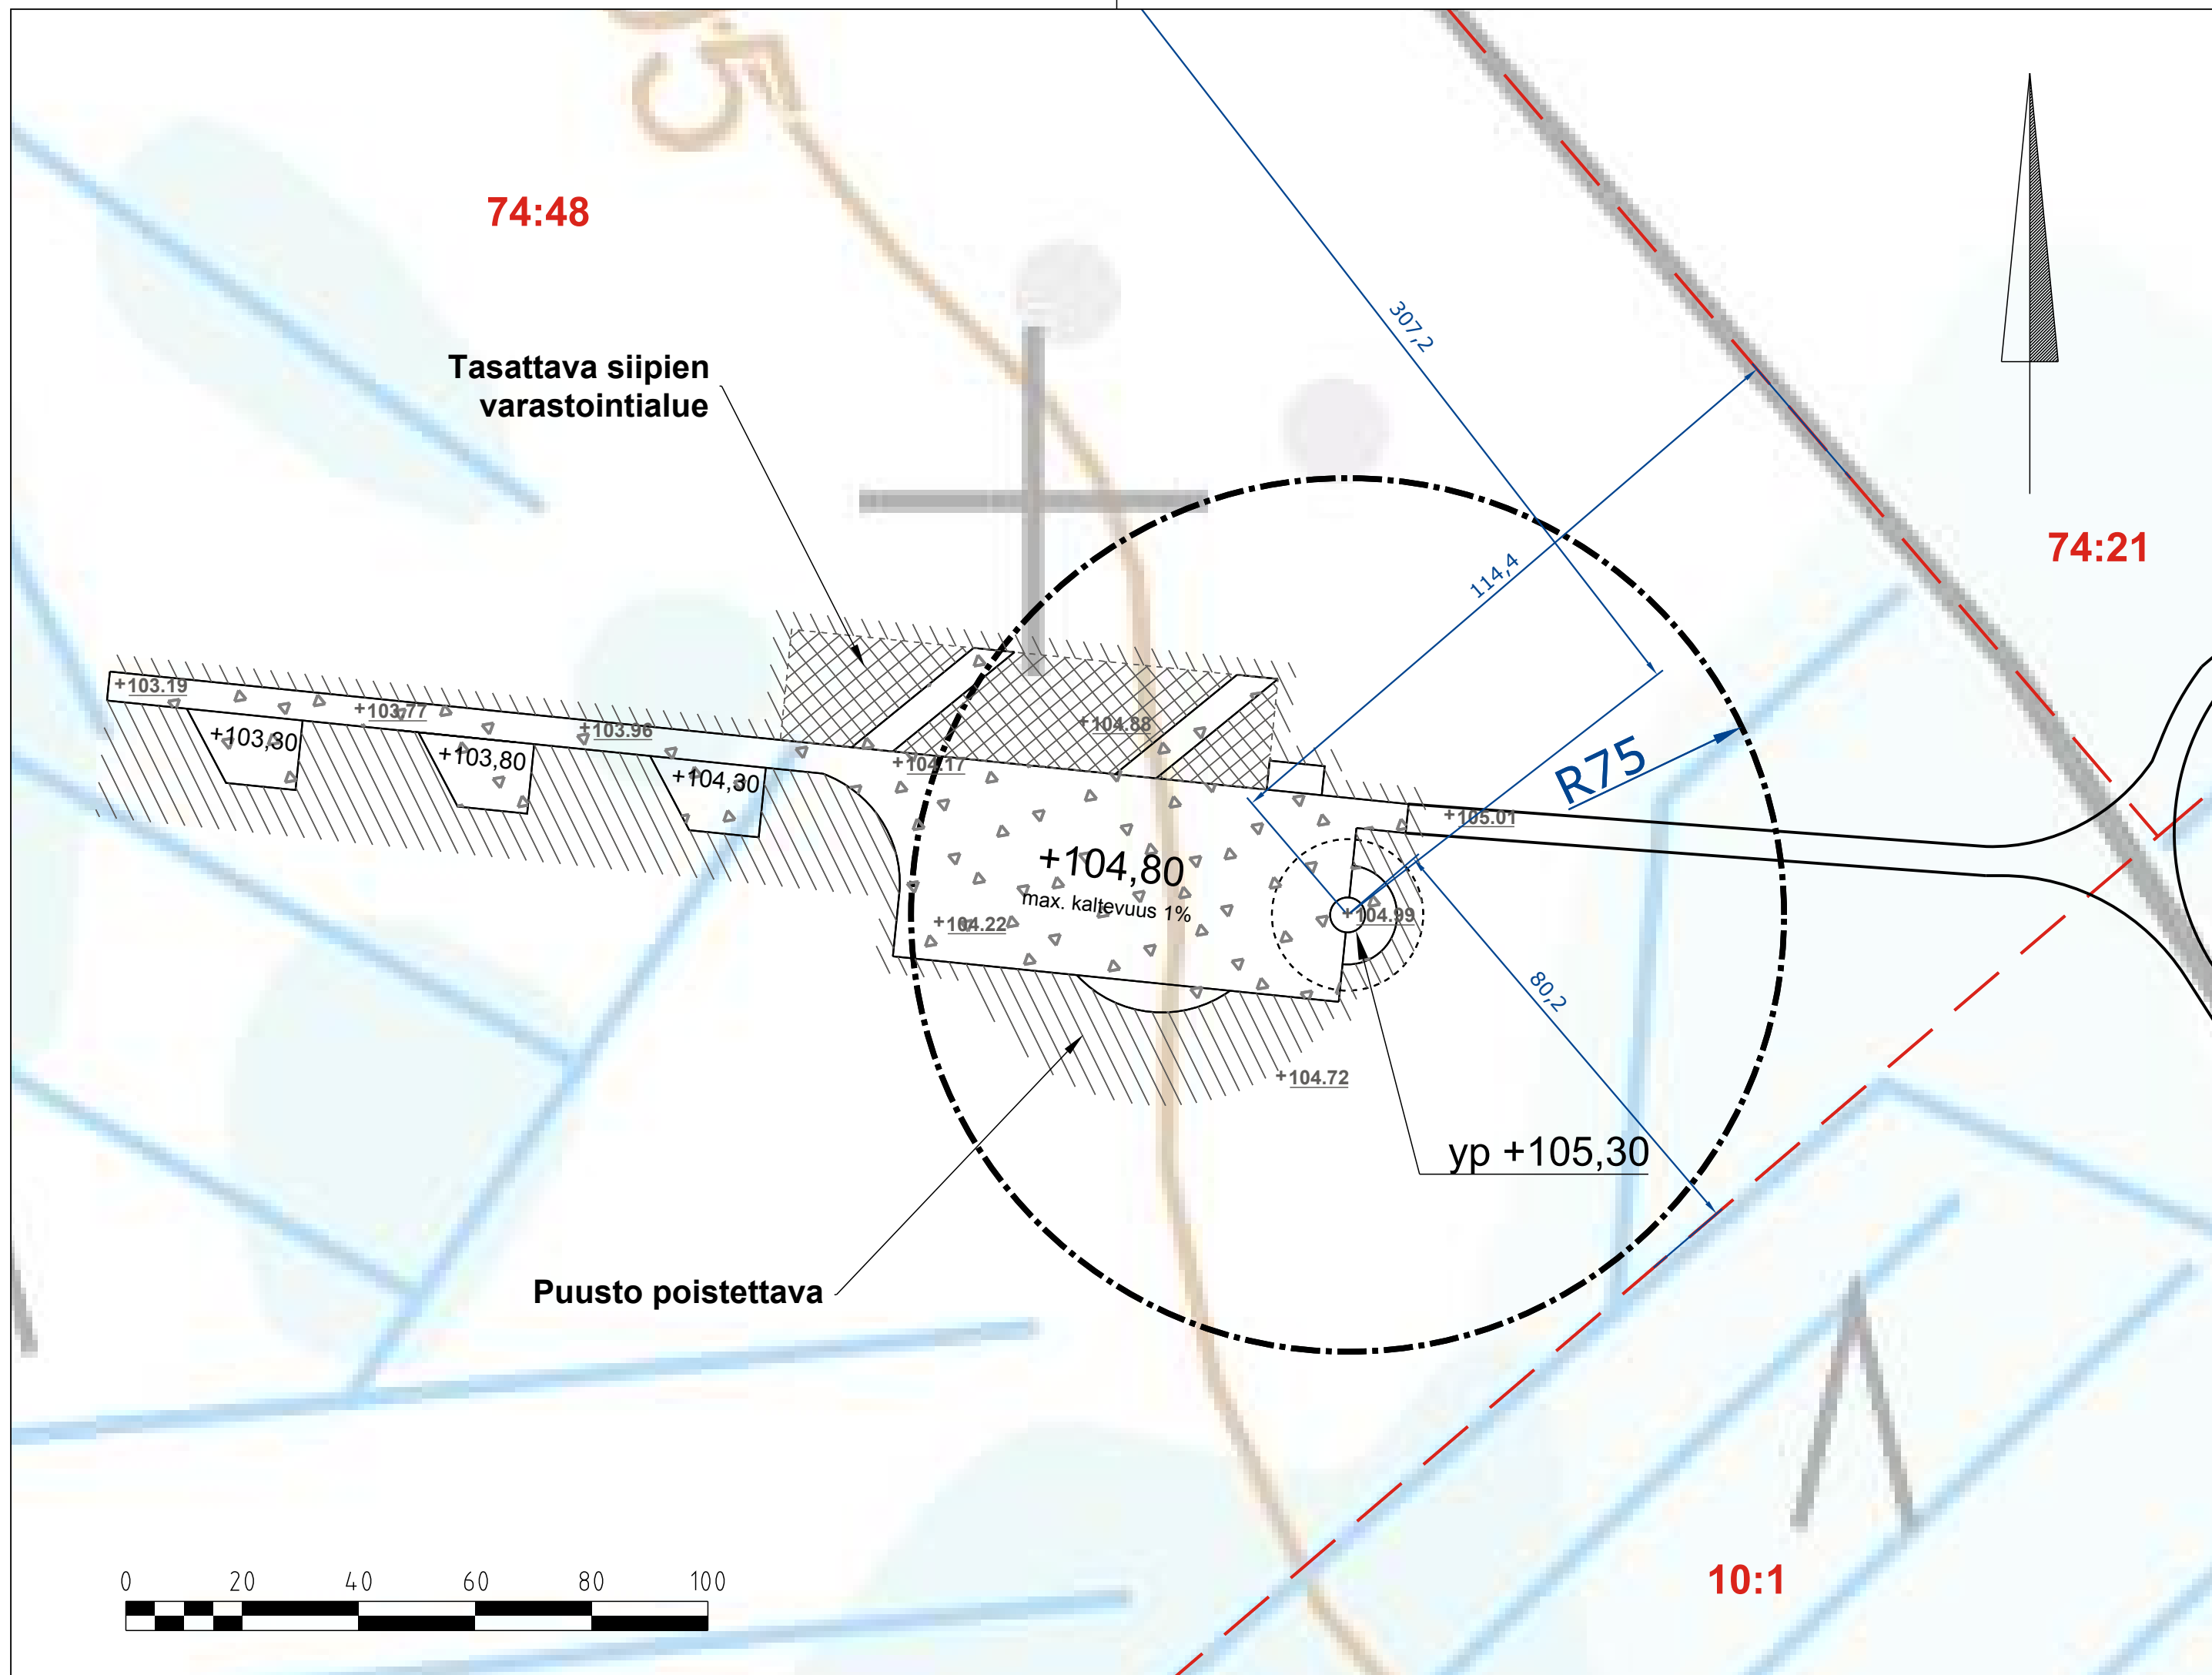 74:48
307,2
Tasattava siipien
varastointialue
74:21
114,4
+103.19
+103.77
+103.96
+104.88
+103,30
+103,80
+104,30
+104.17
R75
+105.01
+104,80
max. kaltevuus 1%
+104.99
+104.22
80,2
+104.72
yp +105,30
Puusto poistettava
10:1
0 20 40 60 80 100